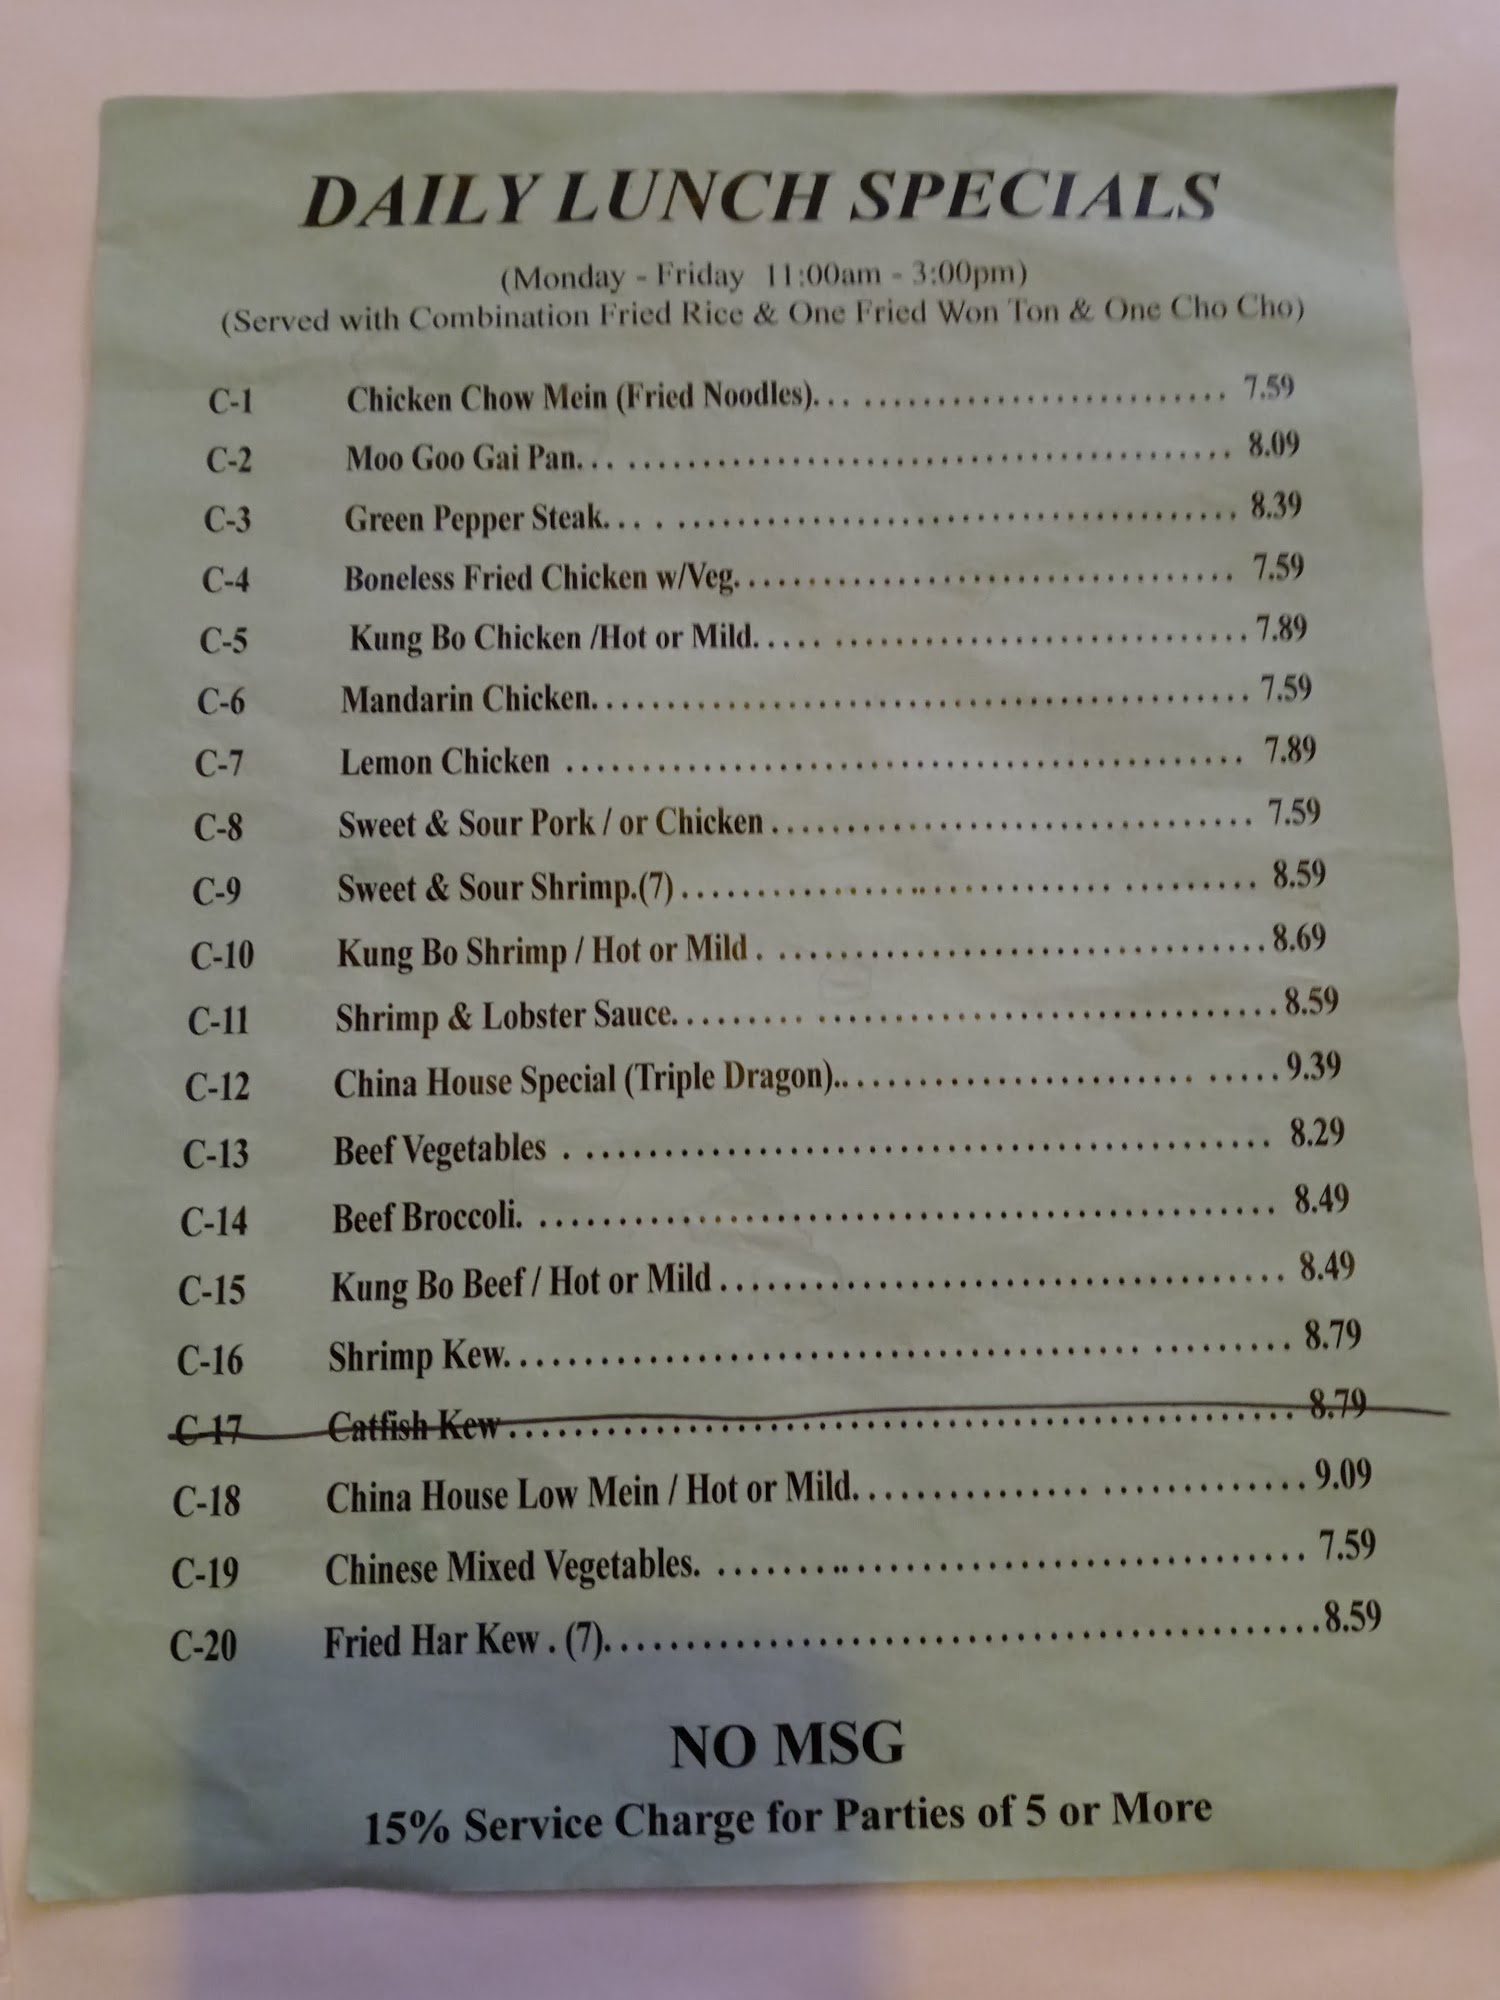 DAILY LUNCH SPECIALS
(Monday - Friday 11:00am - 3:00pm)
(Served with Combination Fried Rice & One Fried Won Ton & One Cho Cho)
C-1 Chicken Chow Mein (Fried Noodles)... ......................... 7.59
C-2 Moo Goo Gai Pan... ......................................... 8.09
C-3 Green Pepper Steak... . ...................................... 8.39
C-4 Boneless Fried Chicken w/Veg.................................. 7.59
C-5 Kung Bo Chicken /Hot or Mild..... .............................7.89
C-6 Mandarin Chicken............................................. 7.59
C-7 Lemon Chicken .............................................. 7.89
C-8 Sweet & Sour Pork / or Chicken ................................. 7.59
C-9 Sweet & Sour Shrimp.(7) ............................. ......... 8.59
C-10 Kung Bo Shrimp / Hot or Mild . .................................8.69
C-11 Shrimp & Lobster Sauce......... ................................8.59
C-12 China House Special (Triple Dragon)......................... .....9.39
C-13 Beef Vegetables . .............................................. 8.29
C-14 Beef Broccoli. ................................................ 8.49
C-15 Kung Bo Beef / Hot or Mild ..................................... 8.49
C-16 Shrimp Kew......................................... ......... 8.79
C-17 Catfish Kew................................................... 8.79
C-18 China House Low Mein / Hot or Mild............... .............9.09
C-19 Chinese Mixed Vegetables. ...................................... 7.59
C-20 Fried Har Kew . (7)..............................................8.59
NO MSG
15% Service Charge for Parties of 5 or More